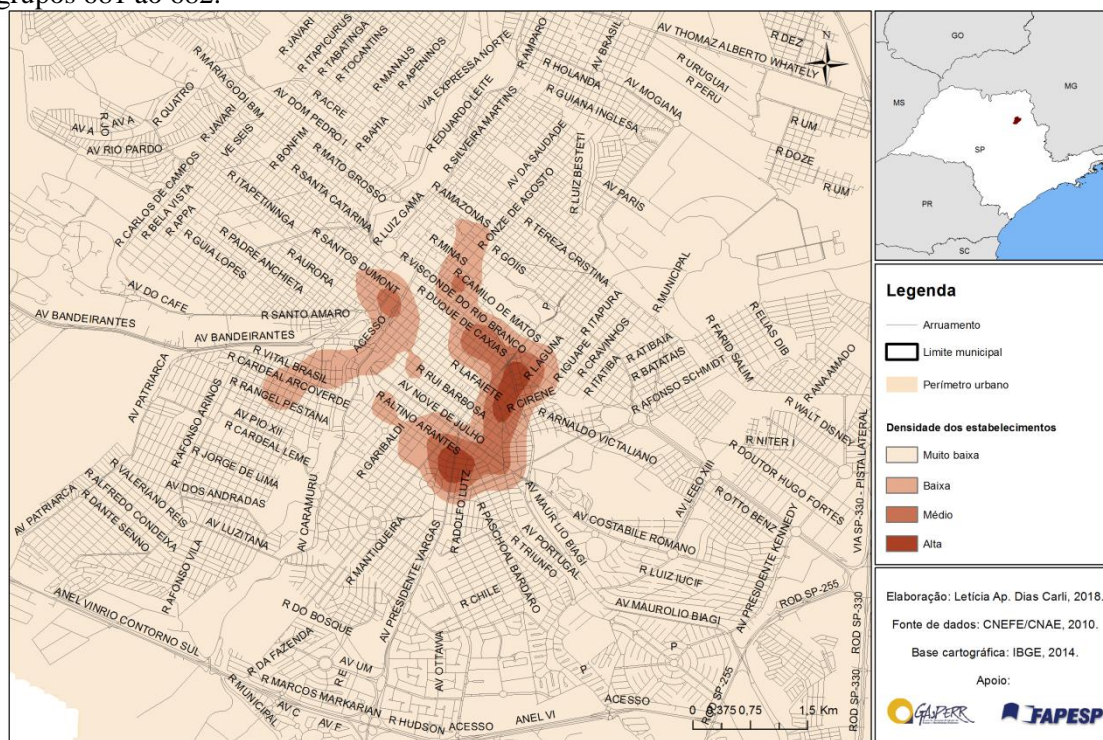 grupos 681 ao 682.
R JAVARI
R ITAPICURUS
R TABATINGA
R TOCANTINS
R MANAUS
R APENINOS
VIA EXPRESSA NORTE
R AMPARO
AV BRASIL
AV THOMAZ ALBERTO WHATELY
R DEZ
N
R MARIA GODI BIM
R ACRE
AV DOM PEDRO I
R BAHIA
R EDUARDO LEITE
R HOLANDA
R GUIANA INGLESA
AV MOGIANA
R URUGUAI
R PERU
AV A
AV A
R JO
R QUATRO
R JAVARI
VE SEIS
R BONFIM
R MATO GROSSO
R SILVEIRA MARTINS
R UM
AV RIO PARDO
R SANTA CATARINA
AV DA SAUDADE
R LUIZ BESTETI
R DOZE
R CARLOS DE CAMPOS
R BELA VISTA
R APPA
R ITAPETININGA
R LUIZ GAMA
R AMAZONAS
R ONZE DE AGOSTO
AV PARIS
R UM
R GUIA LOPES
R PADRE ANCHIETA
R AURORA
R SANTOS DUMONT
R MINAS
R GOIIS
R TEREZA CRISTINA
R VISCONDE DO RIO BRANCO
R CAMILO DE MATOS
R DUQUE DE CAXIAS
R MUNICIPAL
AV DO CAFE
R SANTO AMARO
ACESSO
P
R ITAPURA
R ELIAS DIB
AV BANDEIRANTES
AV BANDEIRANTES
R LAGUNA
R IGUAPE
R CRAVINHOS
R ITATIBA
R ATIBAIA
R BATATAIS
R FARID SALIM
R ANA AMADO
R VITAL BRASIL
R CARDEAL ARCOVERDE
R RANGEL PESTANA
R LAFAIETE
R RUI BARBOSA
R CIRENE
R AFONSO SCHMIDT
R WALT DISNEY
AV PATRIARCA
R AFONSO ARINOS
AV PIO XII
R CARDEAL LEME
AV NOVE DE JULHO
R ALTINO ARANTES
R ARNALDO VICTALIANO
R NITER I
R GARIBALDI
R JORGE DE LIMA
R DOUTOR HUGO FORTES
AV PATRIARCA
R VALERIANO REIS
R ALFREDO CONDEIXA
R DANTE SENNO
AV DOS ANDRADAS
AV LUZITANA
AV CARAMURU
R ADOLFO LUTZ
AV MAUR LIO BIAGI
AV LEEO XIII
R OTTO BENZ
VIA SP-330 - PISTA LATERAL
R AFONSO VILA
R MANTIQUEIRA
AV PRESIDENTE VARGAS
R PASCHOAL BARDARO
R TRIUNFO
AV PORTUGAL
AV COSTABILE ROMANO
AV PRESIDENTE KENNEDY
R LUIZ IUCIF
ANEL VINRIO CONTORNO SUL
R DO BOSQUE
R CHILE
AV MAUROLIO BIAGI
ROD SP-255
ROD SP-330
R DA FAZENDA
AV UM
R E
AV OTTAWA
P
P
R MUNICIPAL
R MARCOS MARKARIAN
AV C
AV F
R HUDSON
ACESSO
ANEL VI
ACESSO
ROD SP-255
ROD SP-330
0 0,375 0,75 1,5 Km
GO
MG
MS
SP
PR
SC
Legenda
Arruamento
Limite municipal
Perímetro urbano
Densidade dos estabelecimentos
Muito baixa
Baixa
Médio
Alta
Elaboração: Letícia Ap. Dias Carli, 2018.
Fonte de dados: CNEFE/CNAE, 2010.
Base cartográfica: IBGE, 2014.
Apoio:
GAsPERR
FAPESP